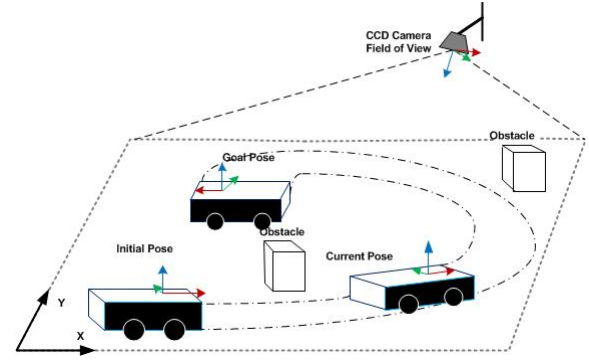 CCD Camera
Field of View
Obstacle
Goal Pose
Obstacle
Initial Pose
Current Pose
Y
X